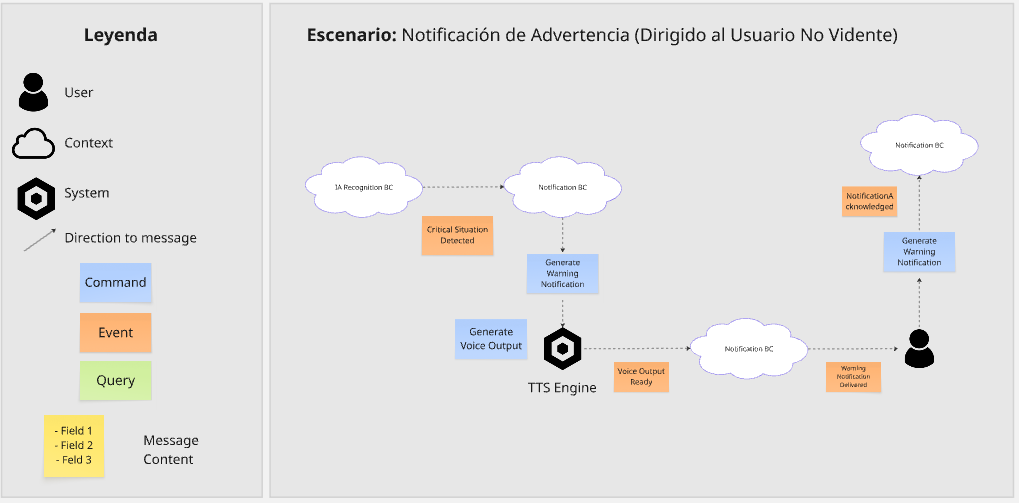 Leyenda
User
Context
System
Direction to message
Command
Event
Query
- Field 1
- Field 2
- Feld 3
Message
Content
Escenario: Notificación de Advertencia (Dirigido al Usuario No Vidente)
IA Recognition BC
Critical Situation
Detected
Notification BC
Generate
Warning
Notification
Generate
Voice Output
TTS Engine
Voice Output
Ready
Notification BC
Warning
Notification
Delivered
Generate
Warning
Notification
NotificationA
cknowledged
Notification BC